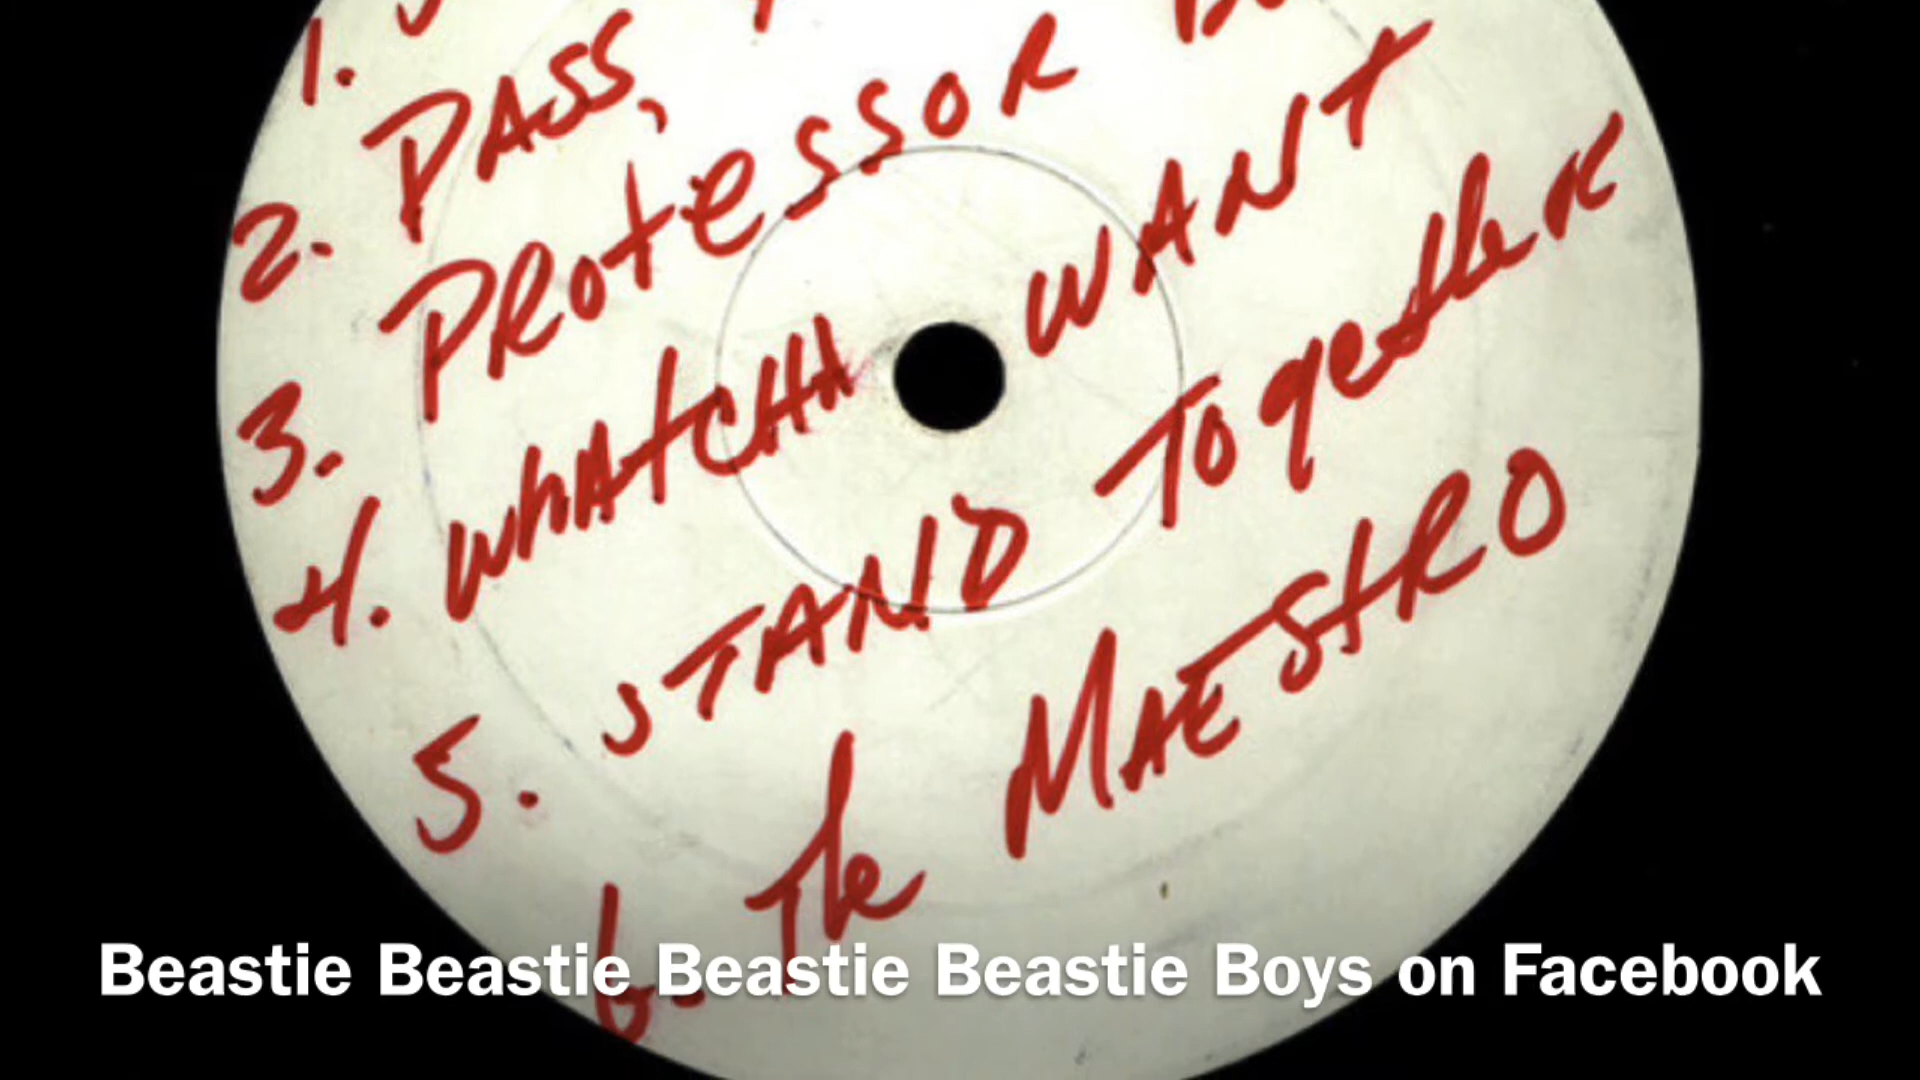 1.
2. PASS,
3. PROFESSOR
4. WHATCHA WANT
5. STAND Together
6. The MAESTRO
Beastie Beastie Beastie Beastie Boys on Facebook